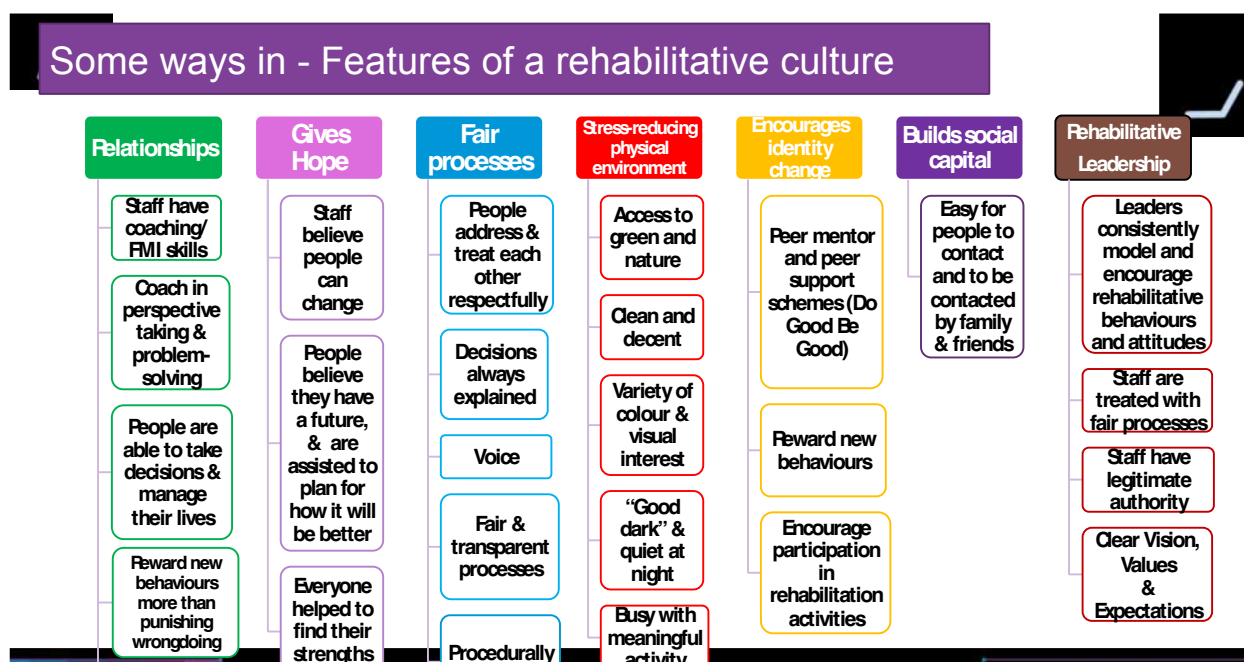 Some ways in - Features of a rehabilitative culture
Relationships
Staff have
coaching/
FMI skills
Coach in
perspective
taking &
problem-
solving
People are
able to take
decisions &
manage
their lives
Reward new
behaviours
more than
punishing
wrongdoing
Gives
Hope
Staff
believe
people
can
change
People
believe
they have
a future,
& are
assisted to
plan for
how it will
be better
Everyone
helped to
find their
strengths
Fair
processes
People
address &
treat each
other
respectfully
Decisions
always
explained
Voice
Fair &
transparent
processes
Procedurally
Stress-reducing
physical
environment
Access to
green and
nature
Clean and
decent
Variety of
colour &
visual
interest
“Good
dark” &
quiet at
night
Busy with
meaningful
activity
Encourages
identity
change
Peer mentor
and peer
support
schemes (Do
Good Be
Good)
Reward new
behaviours
Encourage
participation
in
rehabilitation
activities
Builds social
capital
Easy for
people to
contact
and to be
contacted
by family
& friends
Rehabilitative
Leadership
Leaders
consistently
model and
encourage
rehabilitative
behaviours
and attitudes
Staff are
treated with
fair processes
Staff have
legitimate
authority
Clear Vision,
Values
&
Expectations